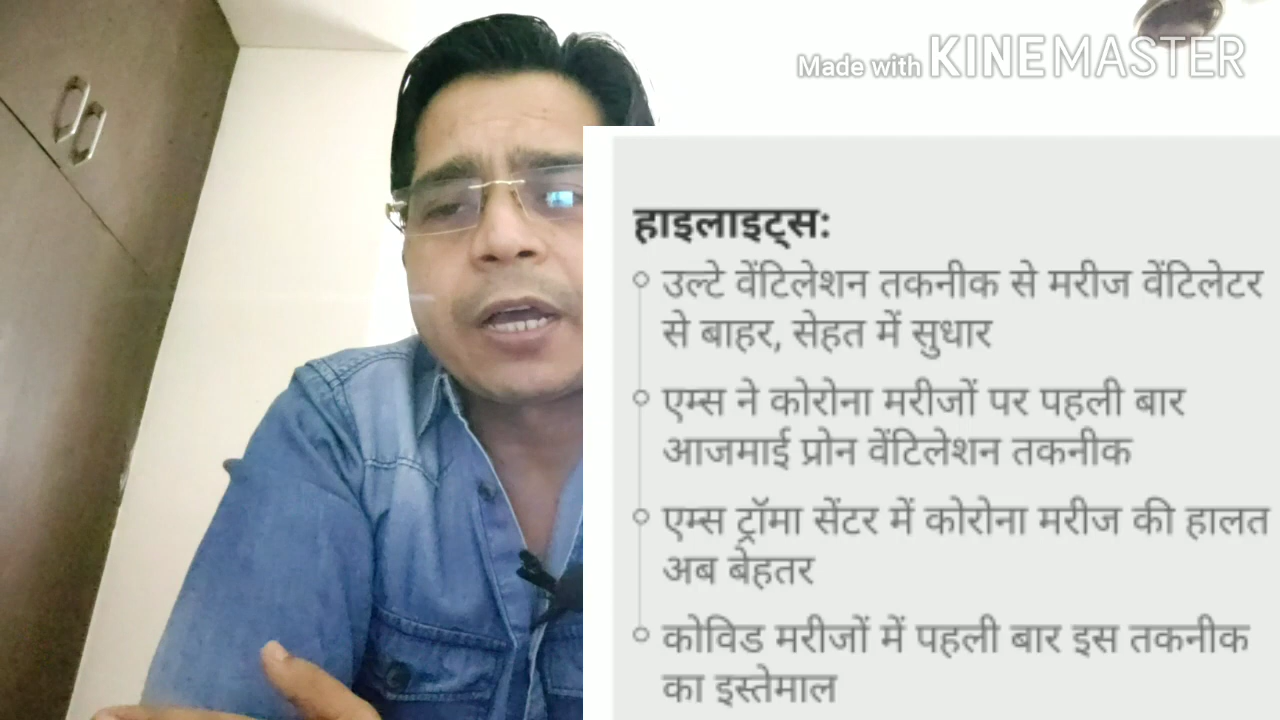 Made with KINEMASTER
हाइलाइट्स:
उल्टे वेंटिलेशन तकनीक से मरीज वेंटिलेटर
से बाहर, सेहत में सुधार
एम्स ने कोरोना मरीजों पर पहली बार
आजमाई प्रोन वेंटिलेशन तकनीक
एम्स ट्रॉमा सेंटर में कोरोना मरीज की हालत
अब बेहतर
कोविड मरीजों में पहली बार इस तकनीक
का इस्तेमाल